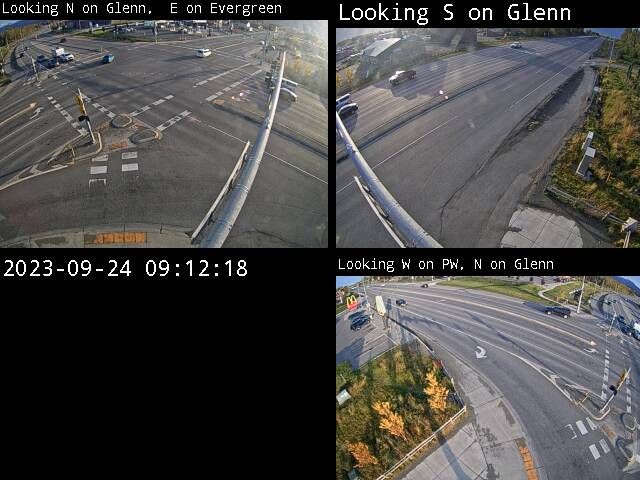 Looking N on Glenn,  E on Evergreen
Looking S on Glenn
2023-09-24 09:12:18
Looking W on PW, N on Glenn